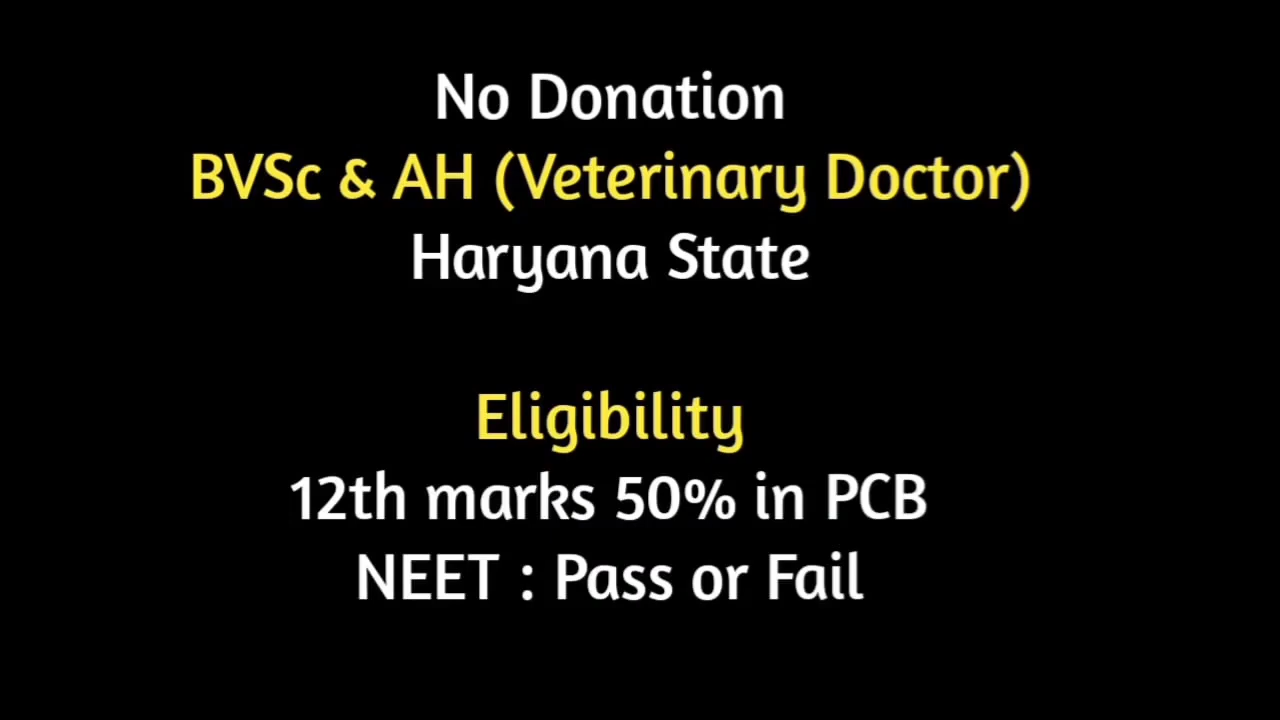 No Donation
BVSc & AH (Veterinary Doctor)
Haryana State
Eligibility
12th marks 50% in PCB
NEET : Pass or Fail